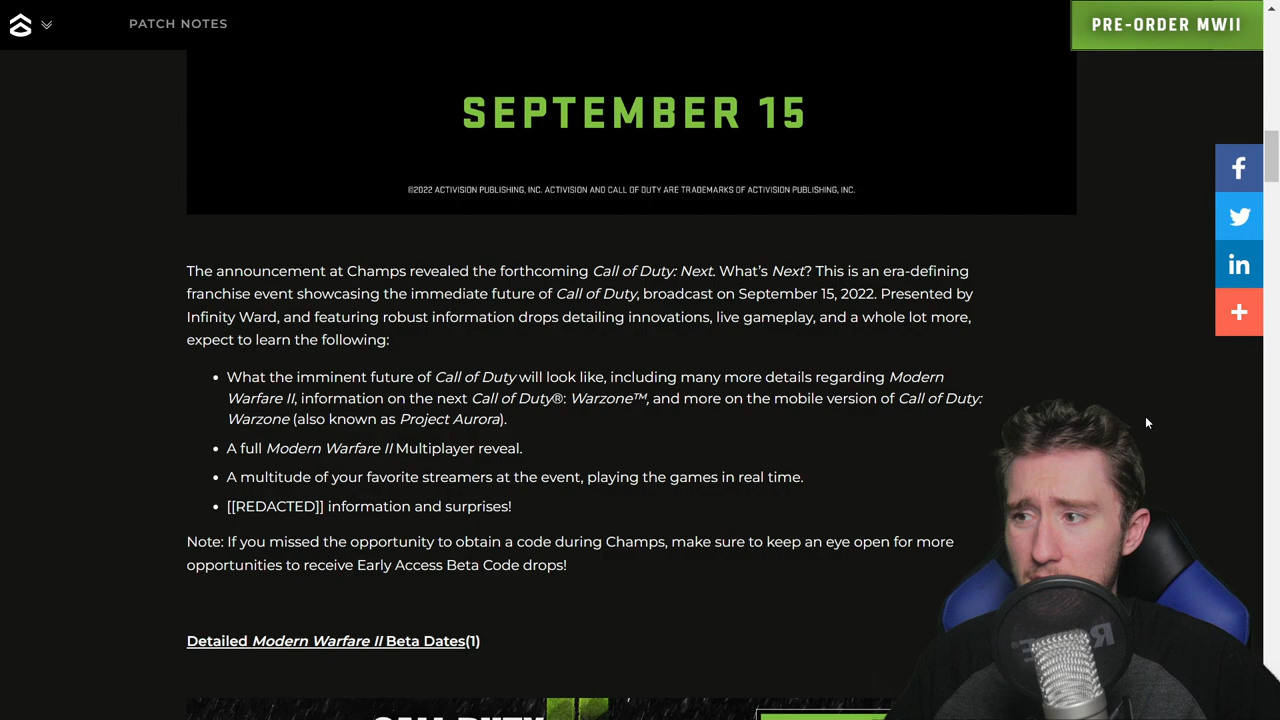 PATCH NOTES
PRE-ORDER MWII
SEPTEMBER 15
©2022 ACTIVISION PUBLISHING, INC. ACTIVISION AND CALL OF DUTY ARE TRADEMARKS OF ACTIVISION PUBLISHING, INC.
The announcement at Champs revealed the forthcoming Call of Duty: Next. What’s Next? This is an era-defining
franchise event showcasing the immediate future of Call of Duty, broadcast on September 15, 2022. Presented by
Infinity Ward, and featuring robust information drops detailing innovations, live gameplay, and a whole lot more,
expect to learn the following:
• What the imminent future of Call of Duty will look like, including many more details regarding Modern
Warfare II, information on the next Call of Duty®: Warzone™, and more on the mobile version of Call of Duty:
Warzone (also known as Project Aurora).
• A full Modern Warfare II Multiplayer reveal.
• A multitude of your favorite streamers at the event, playing the games in real time.
• [[REDACTED]] information and surprises!
Note: If you missed the opportunity to obtain a code during Champs, make sure to keep an eye open for more
opportunities to receive Early Access Beta Code drops!
Detailed Modern Warfare II Beta Dates(1)
CALL OF DUTY